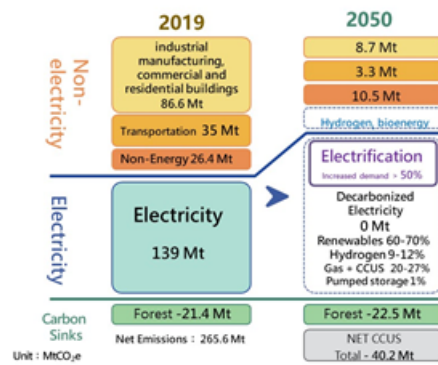 2019
2050
Non-electricity
industrial
manufacturing,
commercial and
residential buildings
86.6 Mt
Transportation 35 Mt
Non-Energy 26.4 Mt
8.7 Mt
3.3 Mt
10.5 Mt
Hydrogen, bioenergy
Electricity
Electricity
139 Mt
Electrification
Increased demand > 50%
Decarbonized
Electricity
0 Mt
Renewables 60-70%
Hydrogen 9-12%
Gas + CCUS 20-27%
Pumped storage 1%
Carbon
Sinks
Forest -21.4 Mt
Net Emissions : 265.6 Mt
Forest -22.5 Mt
NET CCUS
Total - 40.2 Mt
Unit : MtCO₂e